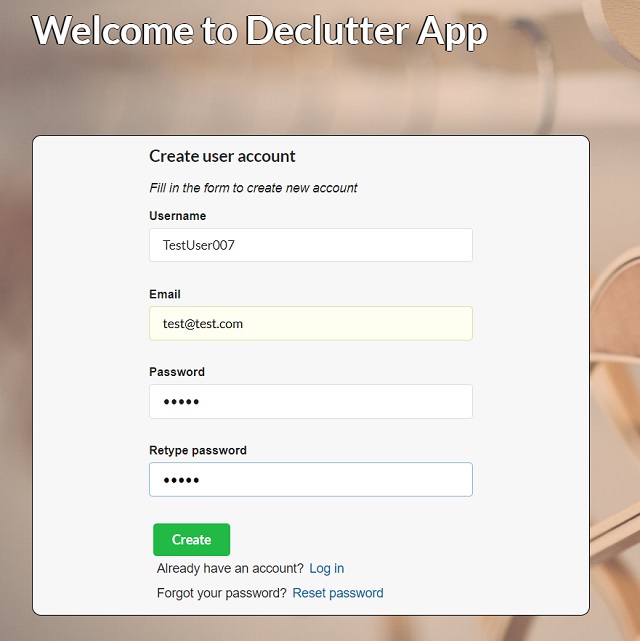 Welcome to Declutter App
Create user account
Fill in the form to create new account
Username
TestUser007
Email
test@test.com
Password
•••••
Retype password
•••••
Create
Already have an account? Log in
Forgot your password? Reset password